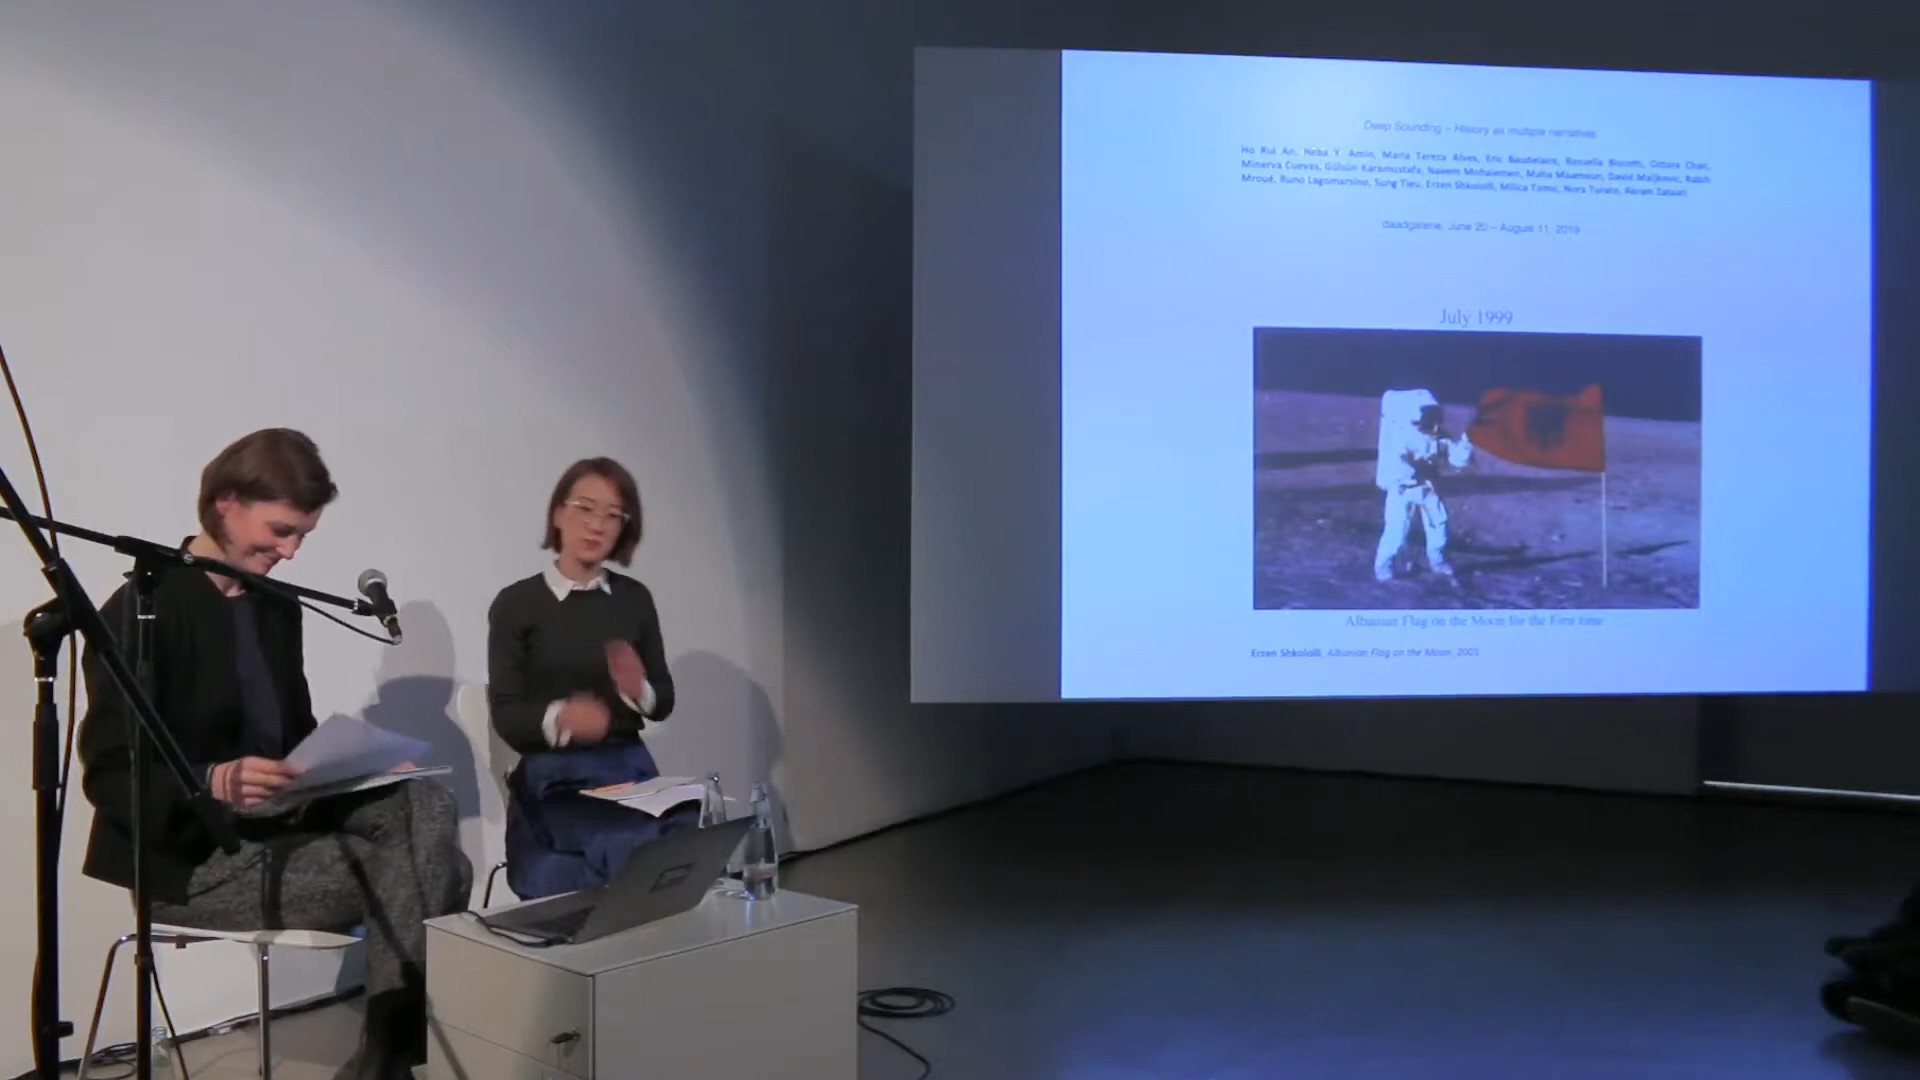 Deep Sounding – History as multiple narratives
Ho Rui An, Heba Y. Amin, Maria Tereza Alves, Eric Baudelaire, Rossella Biscotti, Banu Cennetoğlu,
Minerva Cuevas, Gülsün Karamustafa, Naeem Mohaiemen, Maha Maamoun, David Maljkovic, Rabih
Mroué, Runo Lagomarsino, Sung Tieu, Erzen Shkololli, Milica Tomic, Nora Turato, Akram Zaatari
daadgalerie, June 20 – August 11, 2019
July 1999
Albanian Flag on the Moon for the First time
Erzen Shkololli, Albanian Flag on the Moon, 2001